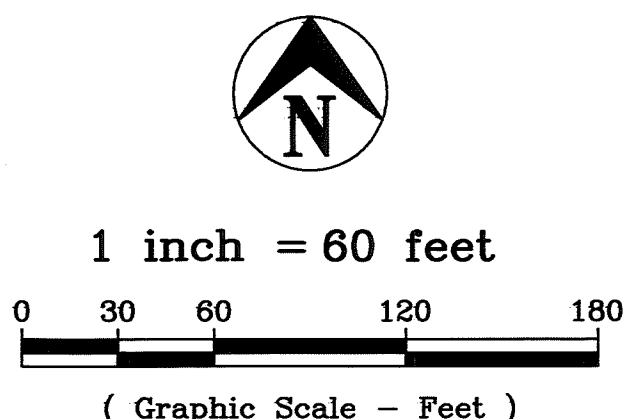 N
1 inch = 60 feet
0 30 60 120 180
( Graphic Scale – Feet )